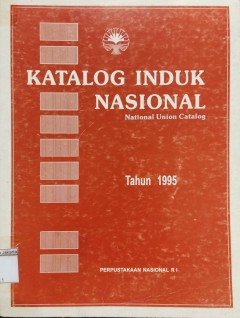 KATALOG INDUK
NASIONAL
National Union Catalog
Tahun 1995
PERPUSTAKAAN NASIONAL R I